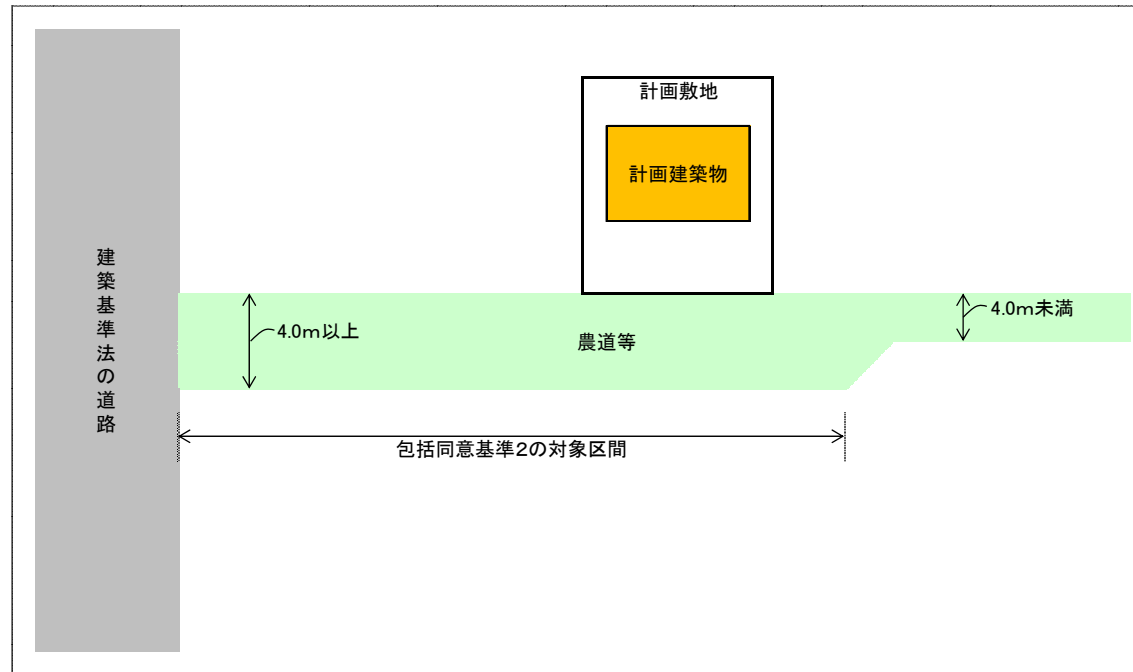 計画敷地
計画建築物
建築基準法の道路
4.0m以上
農道等
4.0m未満
包括同意基準2の対象区間